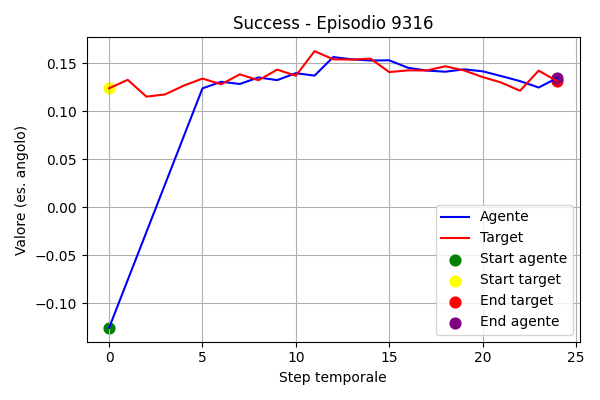 Success - Episodio 9316
Valore (es. angolo)
0.15
0.10
0.05
0.00
−0.05
−0.10
0
5
10
15
20
25
Step temporale
Agente
Target
Start agente
Start target
End target
End agente